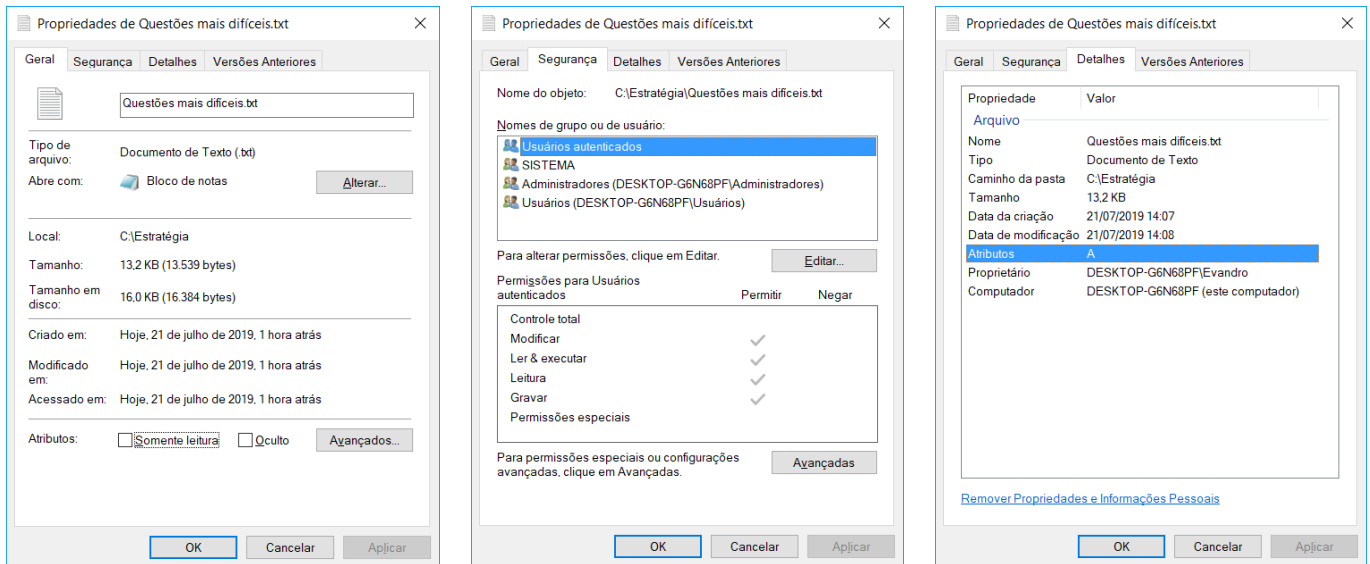 Propriedades de Questões mais difíceis.txt
Geral Segurança Detalhes Versões Anteriores
Questões mais difíceis.txt
Tipo de
arquivo:
Documento de Texto (.txt)
Abre com:
Bloco de notas
Alterar...
Local:
C:\Estratégia
Tamanho:
13,2 KB (13.539 bytes)
Tamanho em
disco:
16,0 KB (16.384 bytes)
Criado em:
Hoje, 21 de julho de 2019, 1 hora atrás
Modificado
em:
Hoje, 21 de julho de 2019, 1 hora atrás
Acessado em:
Hoje, 21 de julho de 2019, 1 hora atrás
Atributos:
Somente leitura
Oculto
Avançados...
OK
Cancelar
Aplicar
Propriedades de Questões mais difíceis.txt
Geral Segurança Detalhes Versões Anteriores
Nome do objeto: C:\Estratégia\Questões mais difíceis.txt
Nomes de grupo ou de usuário:
Usuários autenticados
SISTEMA
Administradores (DESKTOP-G6N68PF\Administradores)
Usuários (DESKTOP-G6N68PF\Usuários)
Para alterar permissões, clique em Editar.
Editar...
Permissões para Usuários
autenticados
Permitir
Negar
Controle total
Modificar
Ler & executar
Leitura
Gravar
Permissões especiais
Para permissões especiais ou configurações
avançadas, clique em Avançadas.
Avançadas
OK
Cancelar
Aplicar
Propriedades de Questões mais difíceis.txt
Geral Segurança Detalhes Versões Anteriores
Propriedade Valor
Arquivo
Nome Questões mais difíceis.txt
Tipo Documento de Texto
Caminho da pasta C:\Estratégia
Tamanho 13,2 KB
Data da criação 21/07/2019 14:07
Data de modificação 21/07/2019 14:08
Atributos A
Proprietário DESKTOP-G6N68PF\Evandro
Computador DESKTOP-G6N68PF (este computador)
Remover Propriedades e Informações Pessoais
OK
Cancelar
Aplicar